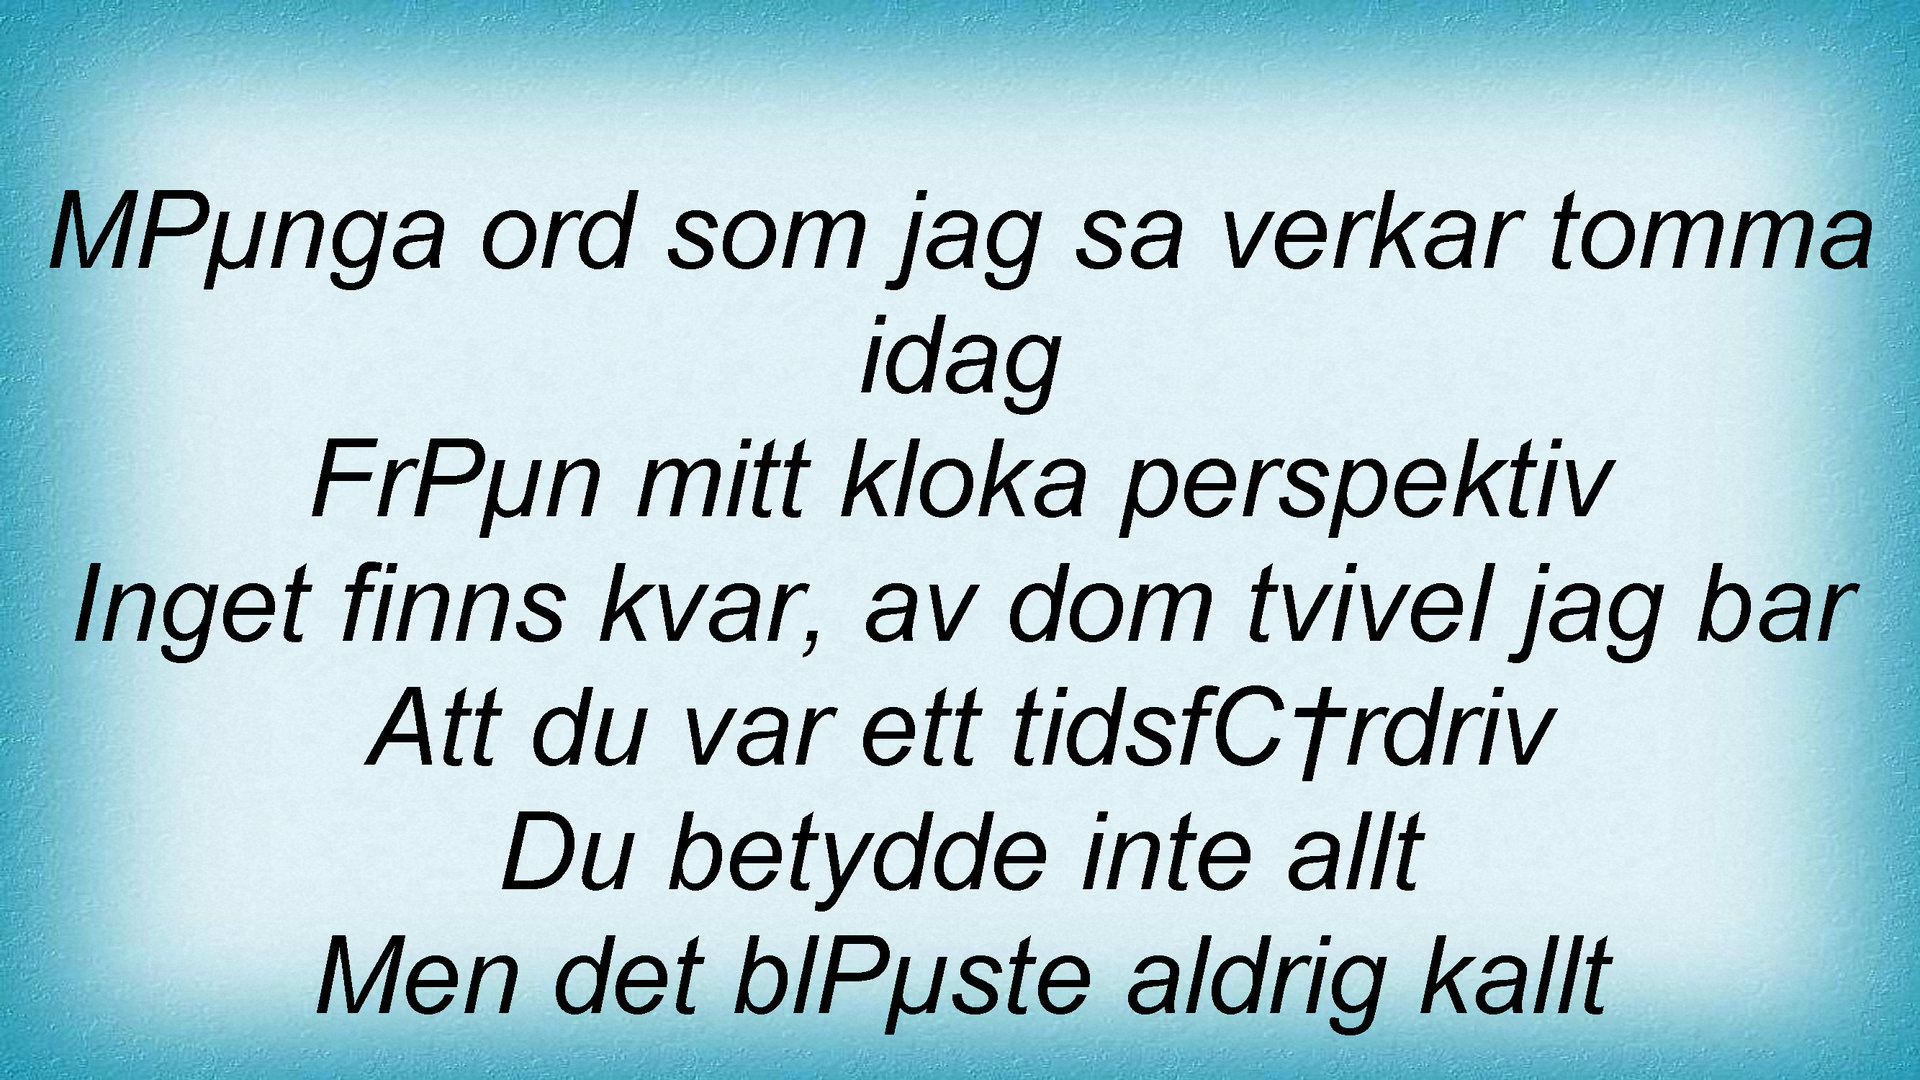 MPµnga ord som jag sa verkar tomma
idag
FrPµn mitt kloka perspektiv
Inget finns kvar, av dom tvivel jag bar
Att du var ett tidsfC†rdriv
Du betydde inte allt
Men det blPµste aldrig kallt